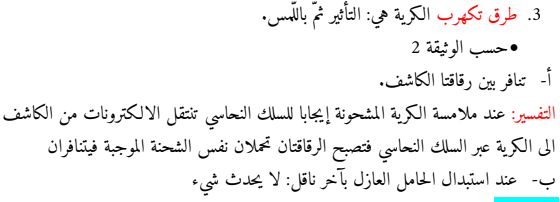 3. طرق تكهرب الكرية هي: التأثير ثمّ باللّمس.
• حسب الوثيقة 2
أ- تنافر بين رقاقتا الكاشف.
التفسير: عند ملامسة الكرية المشحونة إيجابا للسلك النحاسي تنتقل الالكترونات من الكاشف
الى الكرية عبر السلك النحاسي فتصبح الرقاقتان تحملان نفس الشحنة الموجبة فيتنافران
ب- عند استبدال الحامل العازل بآخر ناقل: لا يحدث شيء